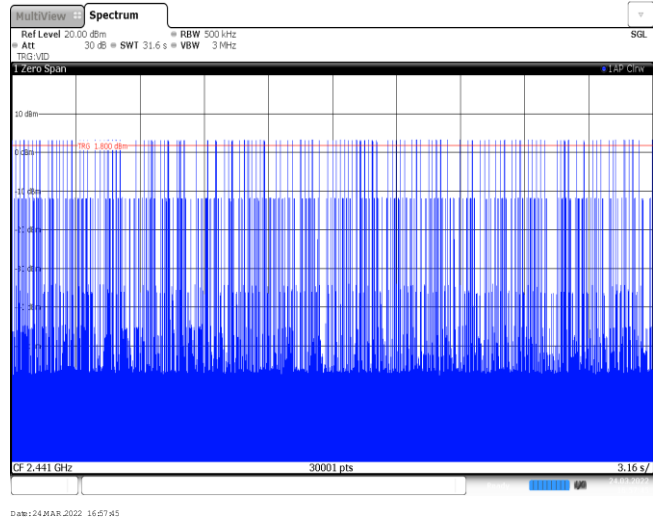 MultiView Spectrum
Ref Level 20.00 dBm RBW 500 kHz SGL
Att 30 dB SWT 31.6 s VBW 3 MHz
TRG:VID
1 Zero Span 1AP Clrw
10 dBm
TRG 1.800 dBm
0 dBm
-10 dBm
CF 2.441 GHz 30001 pts 3.16 s/
Date: 24.MAR.2022 16:57:45